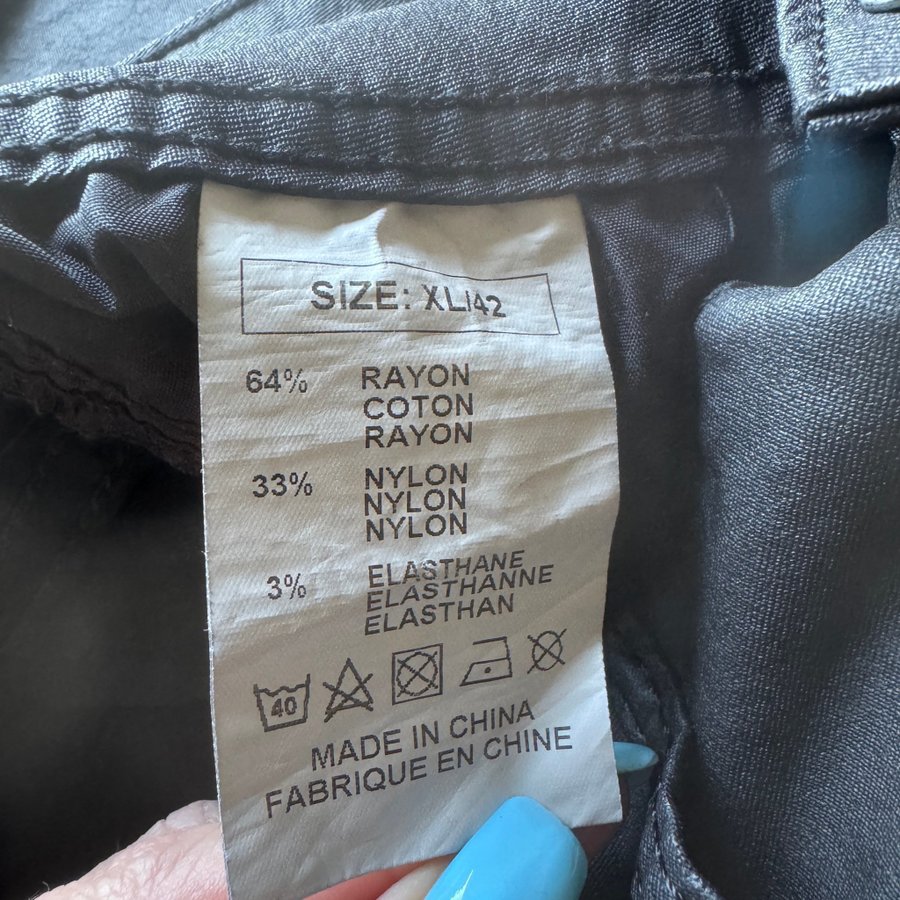 SIZE: XL/42
64% RAYON
COTON
RAYON
33% NYLON
NYLON
NYLON
3% ELASTHANE
ELASTHANNE
ELASTHAN
40
MADE IN CHINA
FABRIQUE EN CHINE